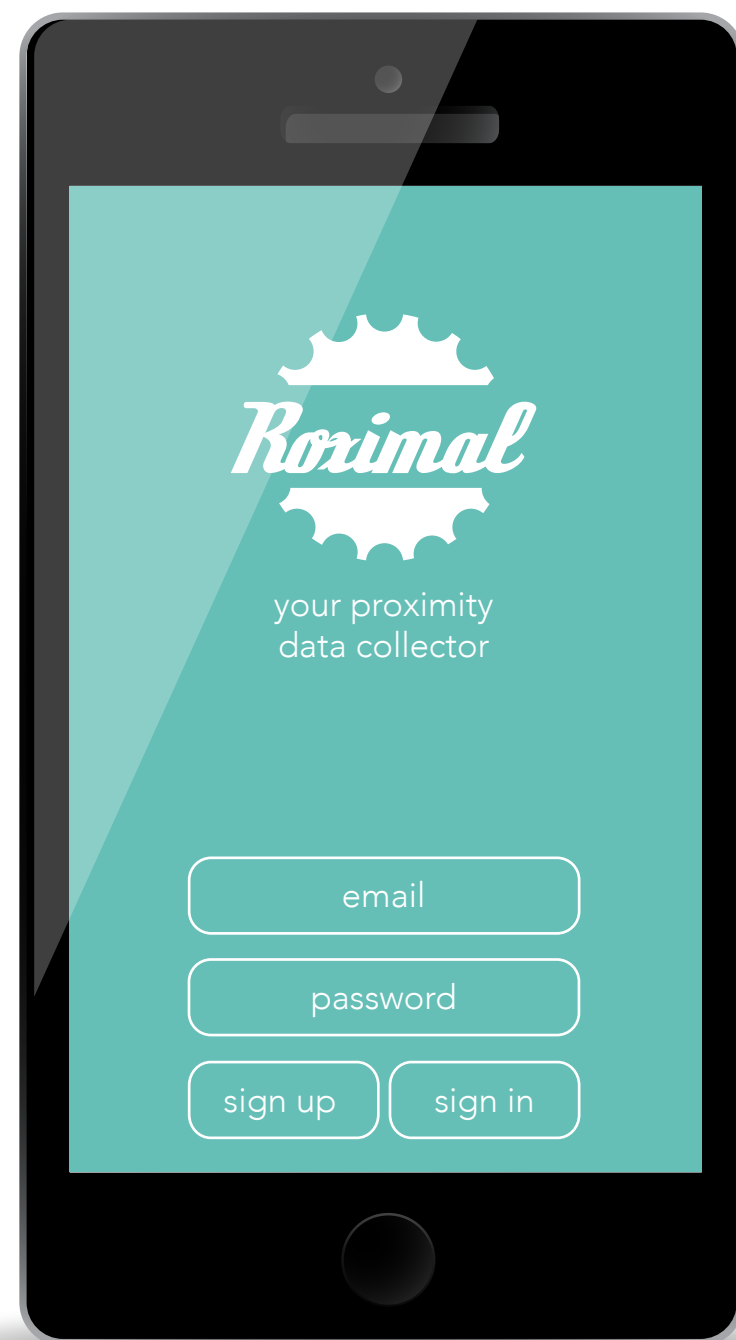 Roximal
your proximity
data collector
email
password
sign up
sign in